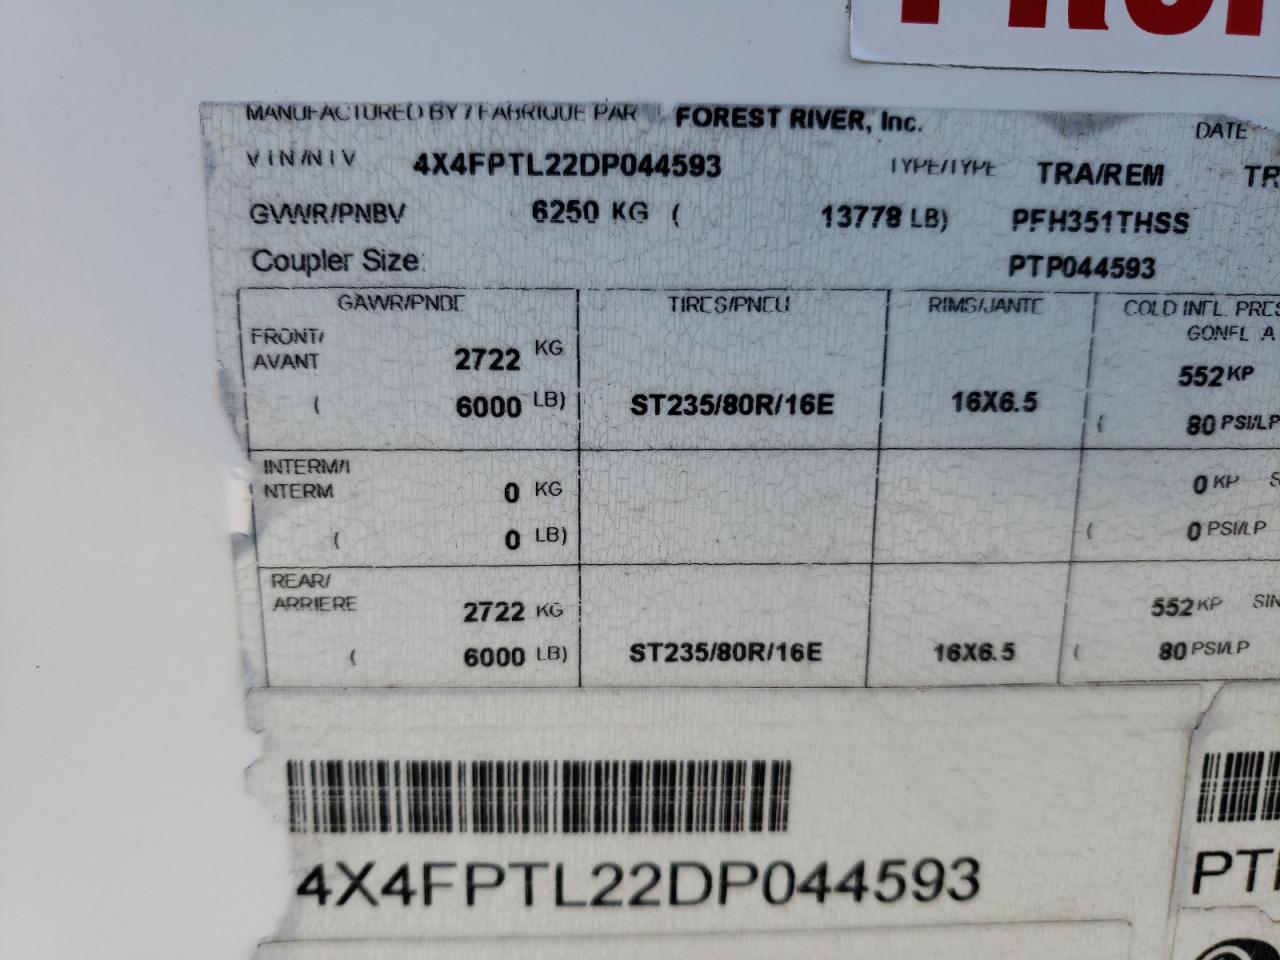 MANUFACTURED BY / FABRIQUE PAR FOREST RIVER, Inc. DATE
VIN/NIV 4X4FPTL22DP044593 TYPE/TYPE TRA/REM TR
GVWR/PNBV 6250 KG ( 13778 LB) PFH351THSS
Coupler Size: PTP044593
GAWR/PNBE TIRES/PNEU RIMS/JANTE COLD INFL. PRES
GONFL A
FRONT/
AVANT 2722 KG 552 KP
( 6000 LB) ST235/80R/16E 16X6.5 ( 80 PSI/LP
INTERM/I
NTERM 0 KG 0 KP S
( 0 LB) ( 0 PSI/LP
REAR/
ARRIERE 2722 KG 552 KP SIN
( 6000 LB) ST235/80R/16E 16X6.5 ( 80 PSI/LP
4X4FPTL22DP044593 PT